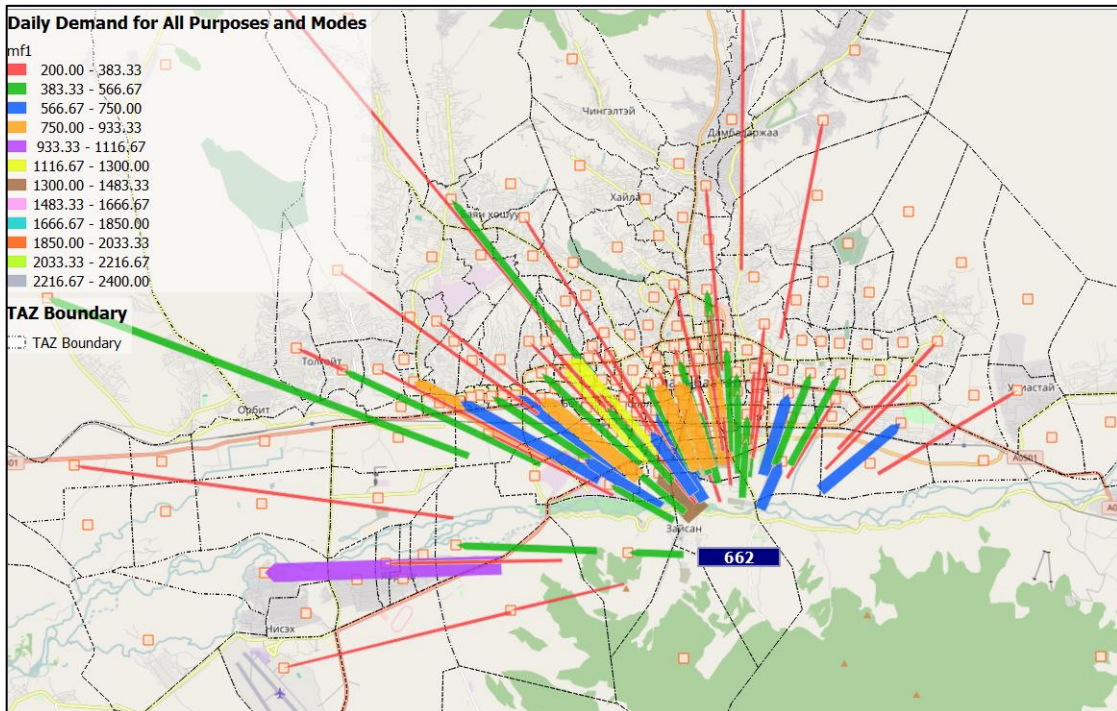 Daily Demand for All Purposes and Modes
mf1
200.00 - 383.33
383.33 - 566.67
566.67 - 750.00
750.00 - 933.33
933.33 - 1116.67
1116.67 - 1300.00
1300.00 - 1483.33
1483.33 - 1666.67
1666.67 - 1850.00
1850.00 - 2033.33
2033.33 - 2216.67
2216.67 - 2400.00
TAZ Boundary
TAZ Boundary
Чингэлтэй
Дамбадаржаа
Хайла
хошуу
Толгойт
Орбит
A0501
Зайсан
662
Нисэх